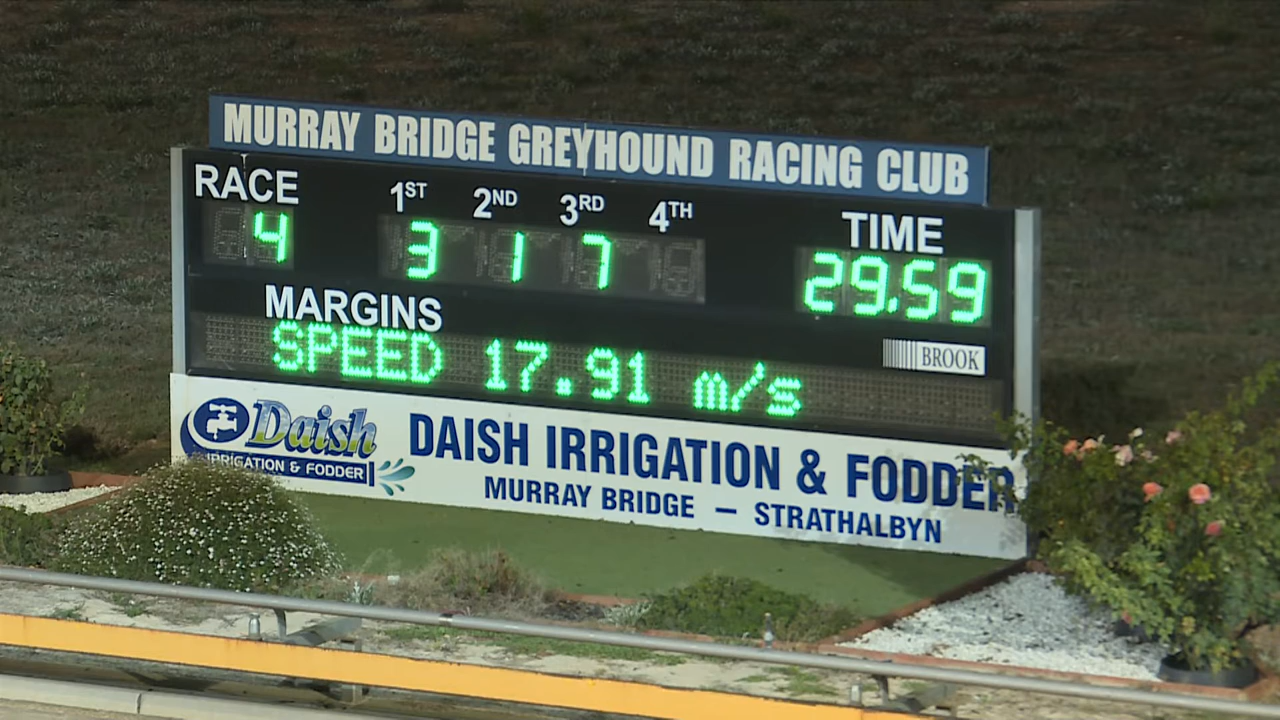 MURRAY BRIDGE GREYHOUND RACING CLUB
RACE 1ST 2ND 3RD 4TH TIME
4 3 1 7 29.59
MARGINS
SPEED 17.91 m/s
BROOK
Daish
IRRIGATION & FODDER
DAISH IRRIGATION & FODDER
MURRAY BRIDGE – STRATHALBYN